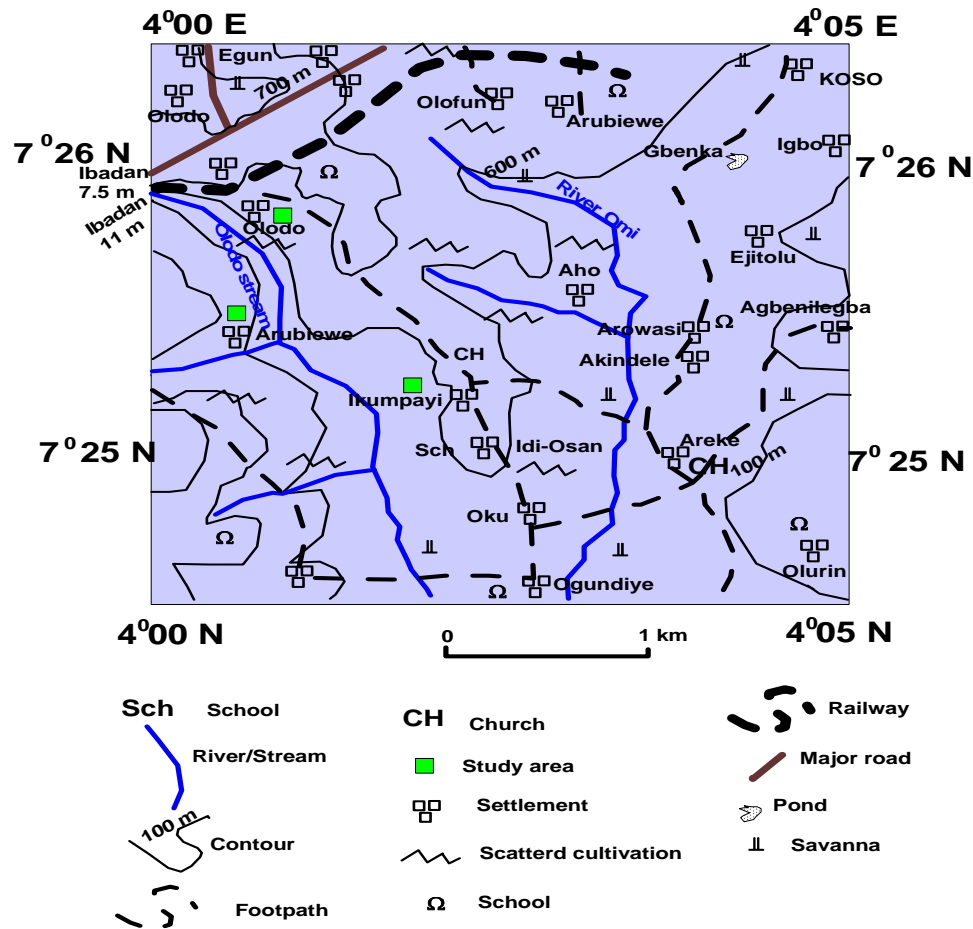 4⁰00 E
4⁰05 E
Egun
700 m
KOSO
Olodo
Olofun
Arubiewe
7⁰26 N
600 m
Gbenka
Igbo
7⁰26 N
Ibadan
7.5 m
Ibadan
11 m
Olodo
River Omi
Olodo stream
Ejitolu
Aho
Agbenilegba
Arubiewe
Arowasi
CH
Akindele
Ikumpayi
7⁰25 N
Sch
Idi-Osan
Areke
CH
100 m
7⁰25 N
Oku
Olurin
Ogundiye
4⁰00 N
0
1 km
4⁰05 N
Sch
School
CH
Church
Railway
River/Stream
Study area
Major road
Settlement
Pond
100 m
Contour
Scatterd cultivation
Savanna
School
Footpath